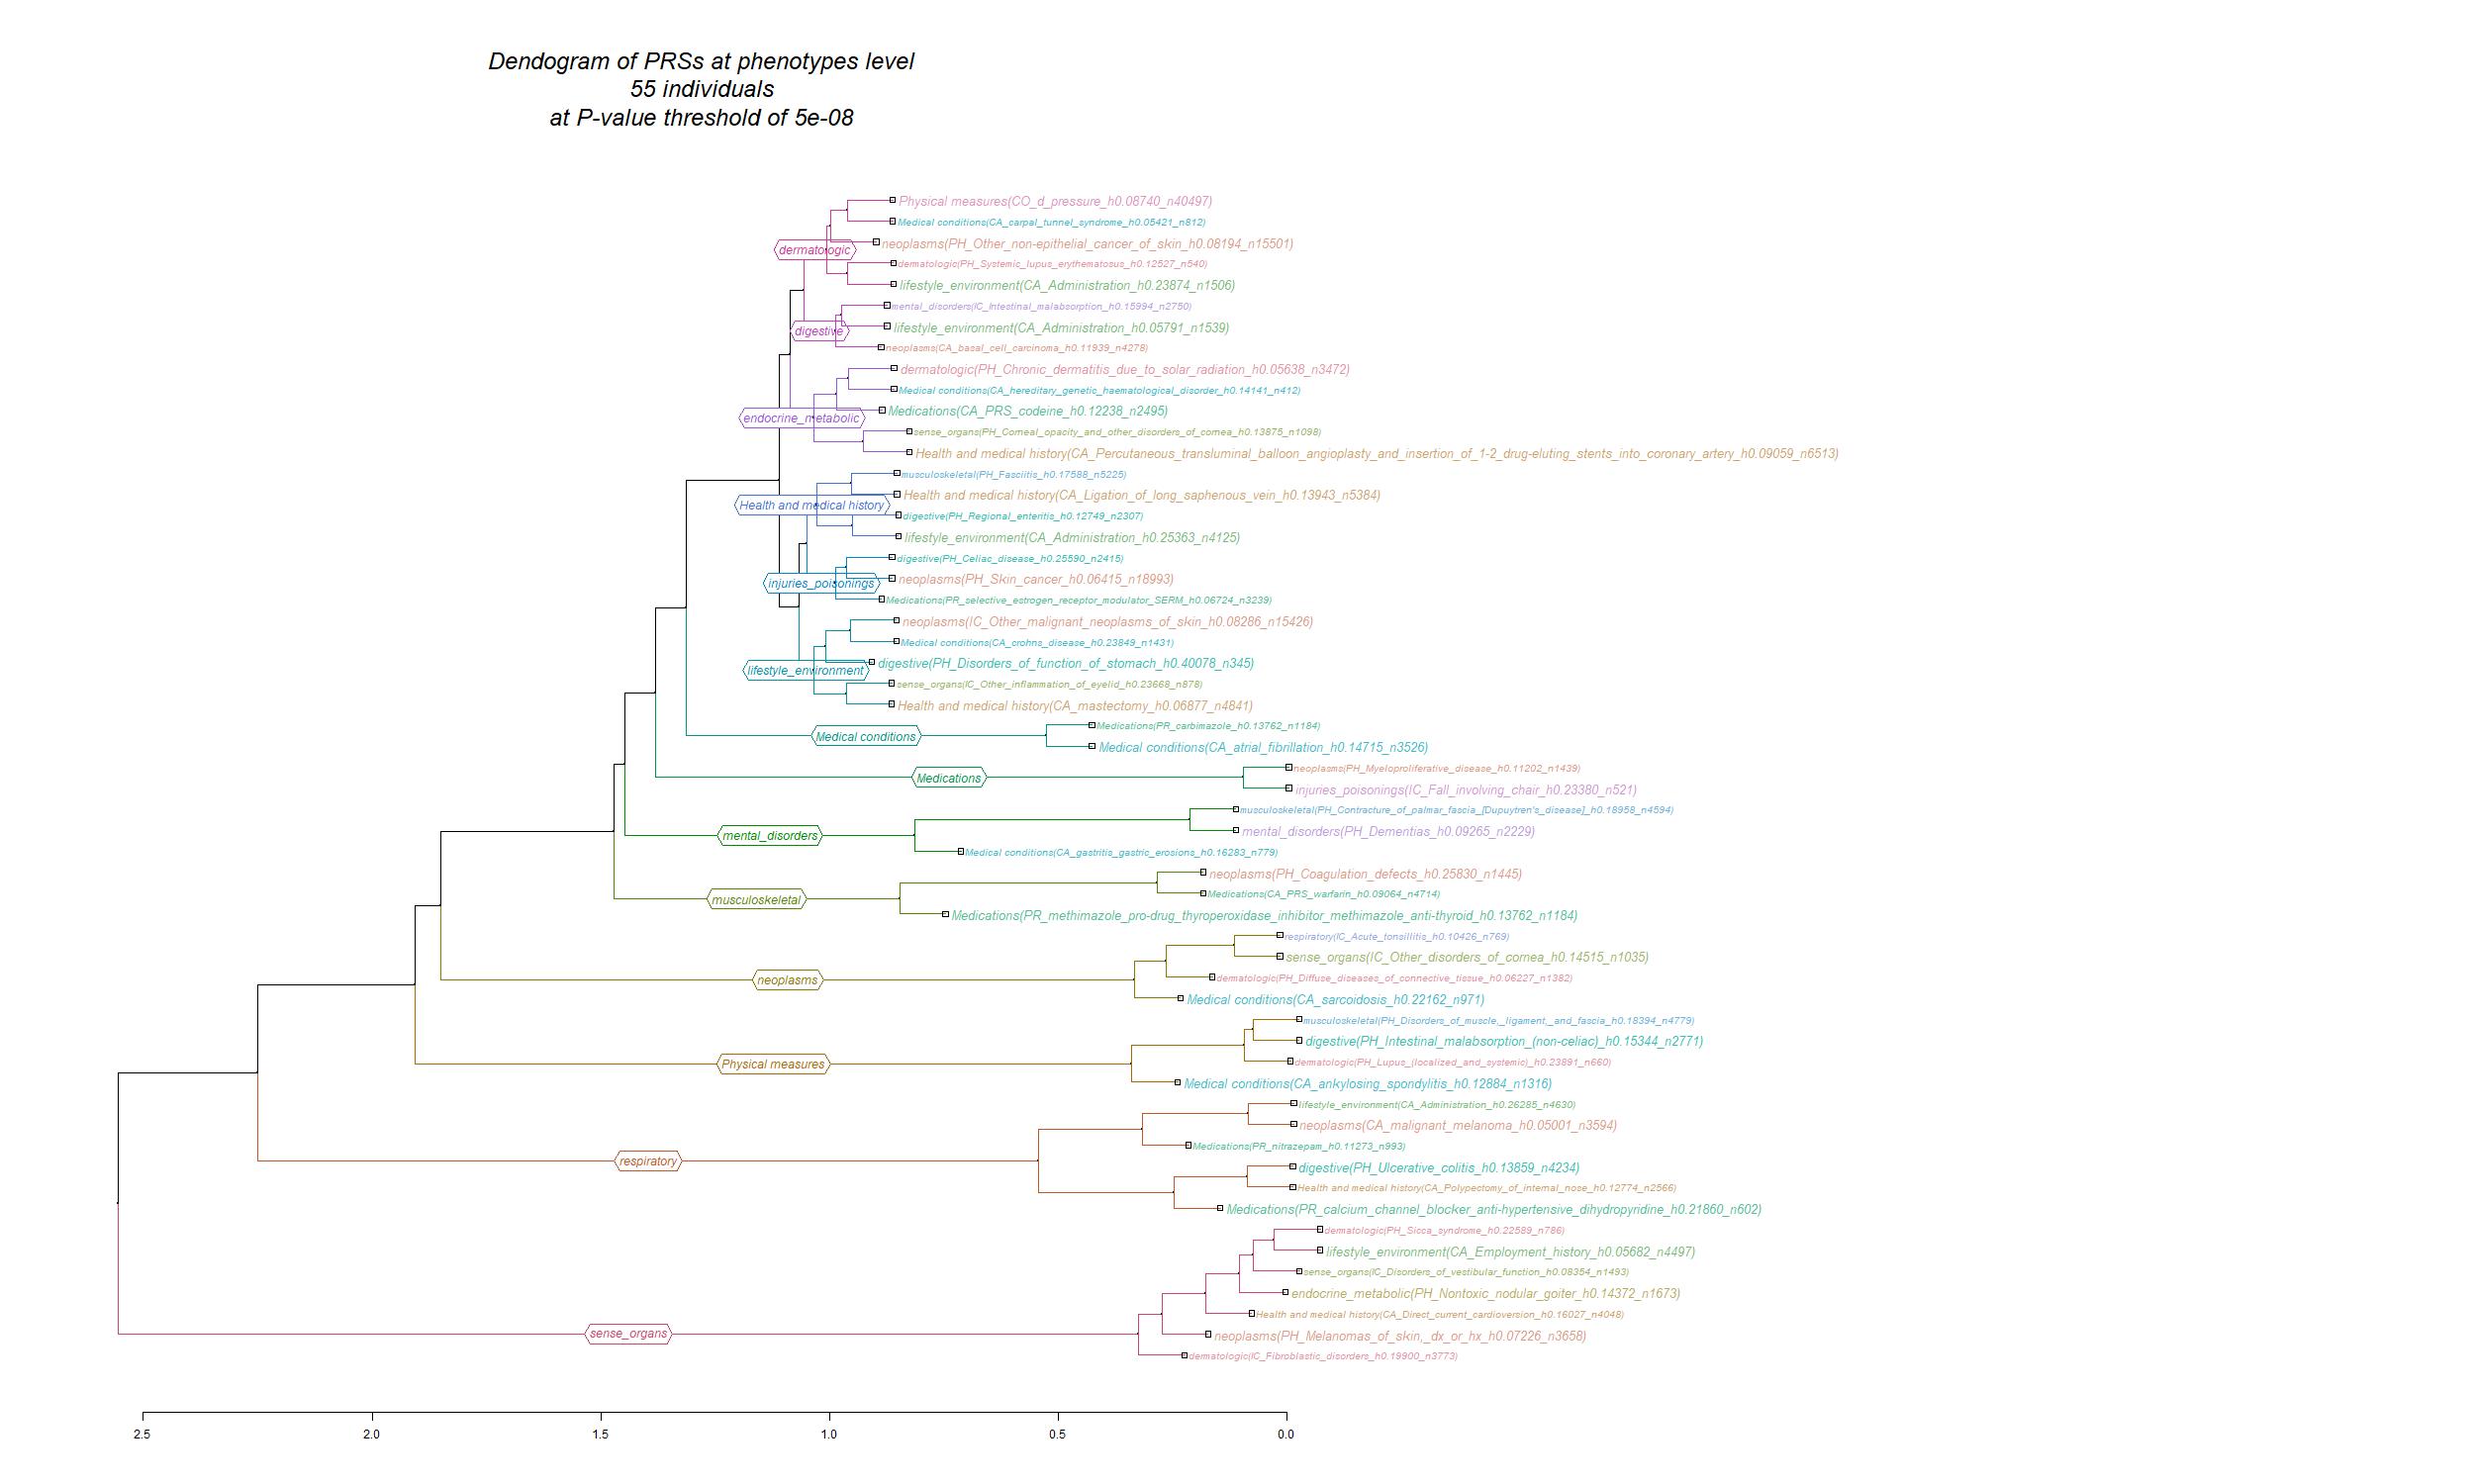 Dendogram of PRSs at phenotypes level
55 individuals
at P-value threshold of 5e-08
Physical measures(CO_d_pressure_h0.08740_n40497)
Medical conditions(CA_carpal_tunnel_syndrome_h0.05421_n812)
neoplasms(PH_Other_non-epithelial_cancer_of_skin_h0.08194_n15501)
dermatologic
dermatologic(PH_Systemic_lupus_erythematosus_h0.12527_n540)
lifestyle_environment(CA_Administration_h0.23874_n1506)
mental_disorders(IC_Intestinal_malabsorption_h0.15994_n2750)
lifestyle_environment(CA_Administration_h0.05791_n1539)
digestive
neoplasms(CA_basal_cell_carcinoma_h0.11939_n4278)
dermatologic(PH_Chronic_dermatitis_due_to_solar_radiation_h0.05638_n3472)
Medical conditions(CA_hereditary_genetic_haematological_disorder_h0.14141_n412)
Medications(CA_PRS_codeine_h0.12238_n2495)
endocrine_metabolic
sense_organs(PH_Corneal_opacity_and_other_disorders_of_cornea_h0.13875_n1098)
Health and medical history(CA_Percutaneous_transluminal_balloon_angioplasty_and_insertion_of_1-2_drug-eluting_stents_into_coronary_artery_h0.09059_n6513)
musculoskeletal(PH_Fasciitis_h0.17588_n5225)
Health and medical history(CA_Ligation_of_long_saphenous_vein_h0.13943_n5384)
Health and medical history
digestive(PH_Regional_enteritis_h0.12749_n2307)
lifestyle_environment(CA_Administration_h0.25363_n4125)
digestive(PH_Celiac_disease_h0.25590_n2415)
neoplasms(PH_Skin_cancer_h0.06415_n18993)
injuries_poisonings
Medications(PR_selective_estrogen_receptor_modulator_SERM_h0.06724_n3239)
neoplasms(IC_Other_malignant_neoplasms_of_skin_h0.08286_n15426)
Medical conditions(CA_crohns_disease_h0.23849_n1431)
digestive(PH_Disorders_of_function_of_stomach_h0.40078_n345)
lifestyle_environment
sense_organs(IC_Other_inflammation_of_eyelid_h0.23668_n878)
Health and medical history(CA_mastectomy_h0.06877_n4841)
Medications(PR_carbimazole_h0.13762_n1184)
Medical conditions
Medical conditions(CA_atrial_fibrillation_h0.14715_n3526)
neoplasms(PH_Myeloproliferative_disease_h0.11202_n1439)
Medications
injuries_poisonings(IC_Fall_involving_chair_h0.23380_n521)
musculoskeletal(PH_Contracture_of_palmar_fascia_[Dupuytren's_disease]_h0.18958_n4594)
mental_disorders(PH_Dementias_h0.09265_n2229)
mental_disorders
Medical conditions(CA_gastritis_gastric_erosions_h0.16283_n779)
neoplasms(PH_Coagulation_defects_h0.25830_n1445)
Medications(CA_PRS_warfarin_h0.09064_n4714)
musculoskeletal
Medications(PR_methimazole_pro-drug_thyroperoxidase_inhibitor_methimazole_anti-thyroid_h0.13762_n1184)
respiratory(IC_Acute_tonsillitis_h0.10426_n769)
sense_organs(IC_Other_disorders_of_cornea_h0.14515_n1035)
dermatologic(PH_Diffuse_diseases_of_connective_tissue_h0.06227_n1382)
neoplasms
Medical conditions(CA_sarcoidosis_h0.22162_n971)
musculoskeletal(PH_Disorders_of_muscle,_ligament,_and_fascia_h0.18394_n4779)
digestive(PH_Intestinal_malabsorption_(non-celiac)_h0.15344_n2771)
dermatologic(PH_Lupus_(localized_and_systemic)_h0.23891_n660)
Physical measures
Medical conditions(CA_ankylosing_spondylitis_h0.12884_n1316)
lifestyle_environment(CA_Administration_h0.26285_n4630)
neoplasms(CA_malignant_melanoma_h0.05001_n3594)
Medications(PR_nitrazepam_h0.11273_n993)
respiratory
digestive(PH_Ulcerative_colitis_h0.13859_n4234)
Health and medical history(CA_Polypectomy_of_internal_nose_h0.12774_n2566)
Medications(PR_calcium_channel_blocker_anti-hypertensive_dihydropyridine_h0.21860_n602)
dermatologic(PH_Sicca_syndrome_h0.22589_n786)
lifestyle_environment(CA_Employment_history_h0.05682_n4497)
sense_organs(IC_Disorders_of_vestibular_function_h0.08354_n1493)
endocrine_metabolic(PH_Nontoxic_nodular_goiter_h0.14372_n1673)
Health and medical history(CA_Direct_current_cardioversion_h0.16027_n4048)
sense_organs
neoplasms(PH_Melanomas_of_skin,_dx_or_hx_h0.07226_n3658)
dermatologic(IC_Fibroblastic_disorders_h0.19900_n3773)
2.5 2.0 1.5 1.0 0.5 0.0